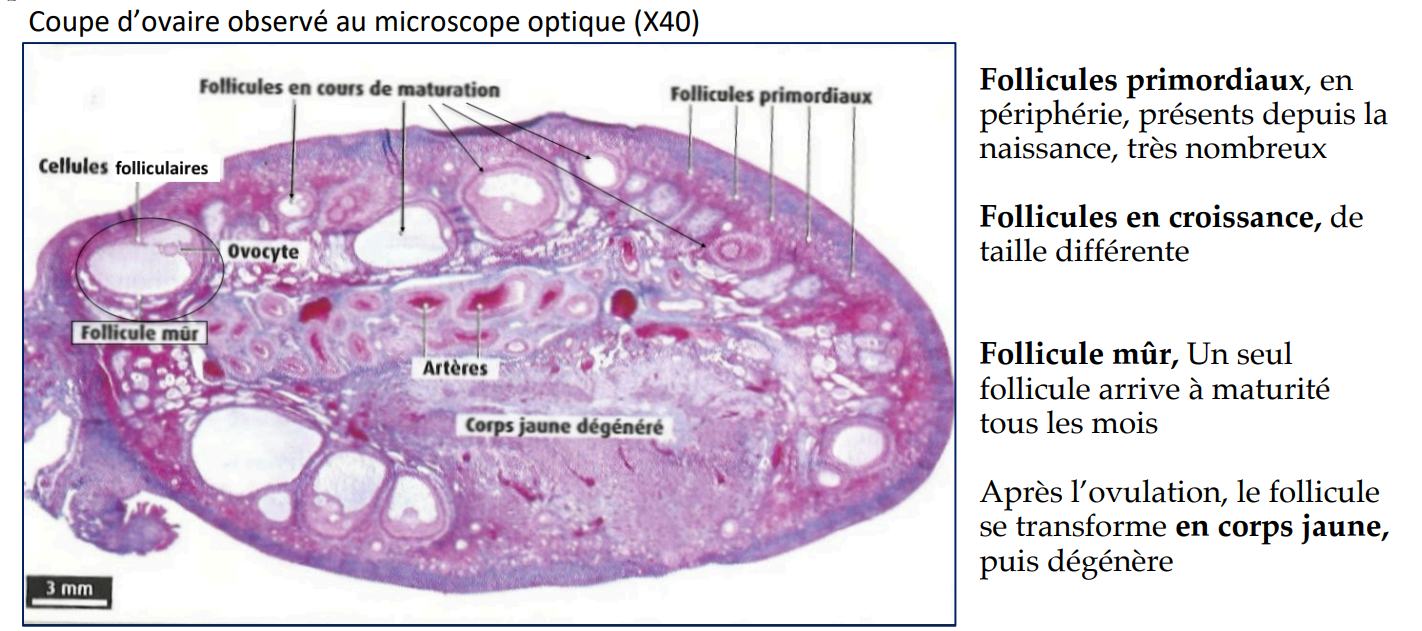 Coupe d’ovaire observé au microscope optique (X40)
Follicules en cours de maturation
Follicules primordiaux
Cellules folliculaires
Ovocyte
Follicule mûr
Artères
Corps jaune dégénéré
3 mm
Follicules primordiaux, en
périphérie, présents depuis la
naissance, très nombreux
Follicules en croissance, de
taille différente
Follicule mûr, Un seul
follicule arrive à maturité
tous les mois
Après l’ovulation, le follicule
se transforme en corps jaune,
puis dégénère